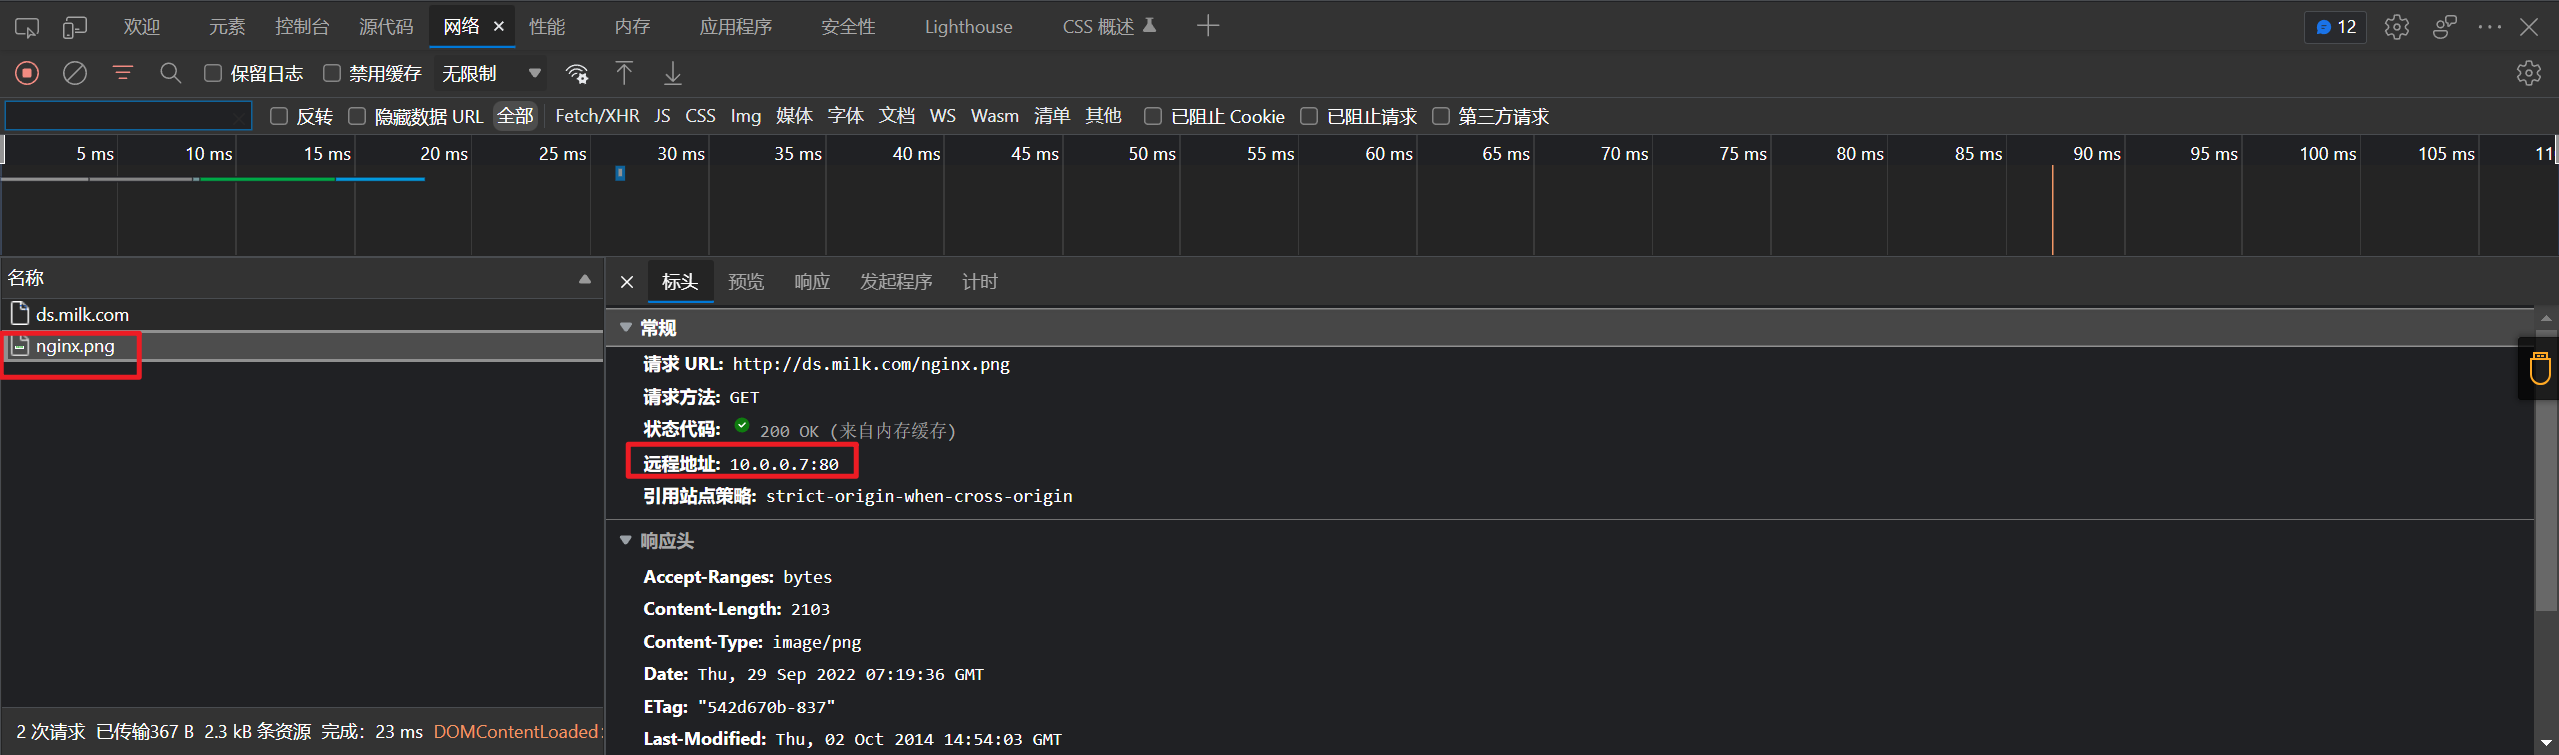 欢迎 元素 控制台 源代码 网络 性能 内存 应用程序 安全性 Lighthouse CSS 概述 12
保留日志 禁用缓存 无限制
反转 隐藏数据 URL 全部 Fetch/XHR JS CSS Img 媒体 字体 文档 WS Wasm 清单 其他 已阻止 Cookie 已阻止请求 第三方请求
5 ms 10 ms 15 ms 20 ms 25 ms 30 ms 35 ms 40 ms 45 ms 50 ms 55 ms 60 ms 65 ms 70 ms 75 ms 80 ms 85 ms 90 ms 95 ms 100 ms 105 ms 11
名称
ds.milk.com
nginx.png
标头 预览 响应 发起程序 计时
常规
请求 URL: http://ds.milk.com/nginx.png
请求方法: GET
状态代码: 200 OK (来自内存缓存)
远程地址: 10.0.0.7:80
引用站点策略: strict-origin-when-cross-origin
响应头
Accept-Ranges: bytes
Content-Length: 2103
Content-Type: image/png
Date: Thu, 29 Sep 2022 07:19:36 GMT
ETag: "542d670b-837"
Last-Modified: Thu, 02 Oct 2014 14:54:03 GMT
2 次请求 已传输367 B 2.3 kB 条资源 完成: 23 ms DOMContentLoaded: